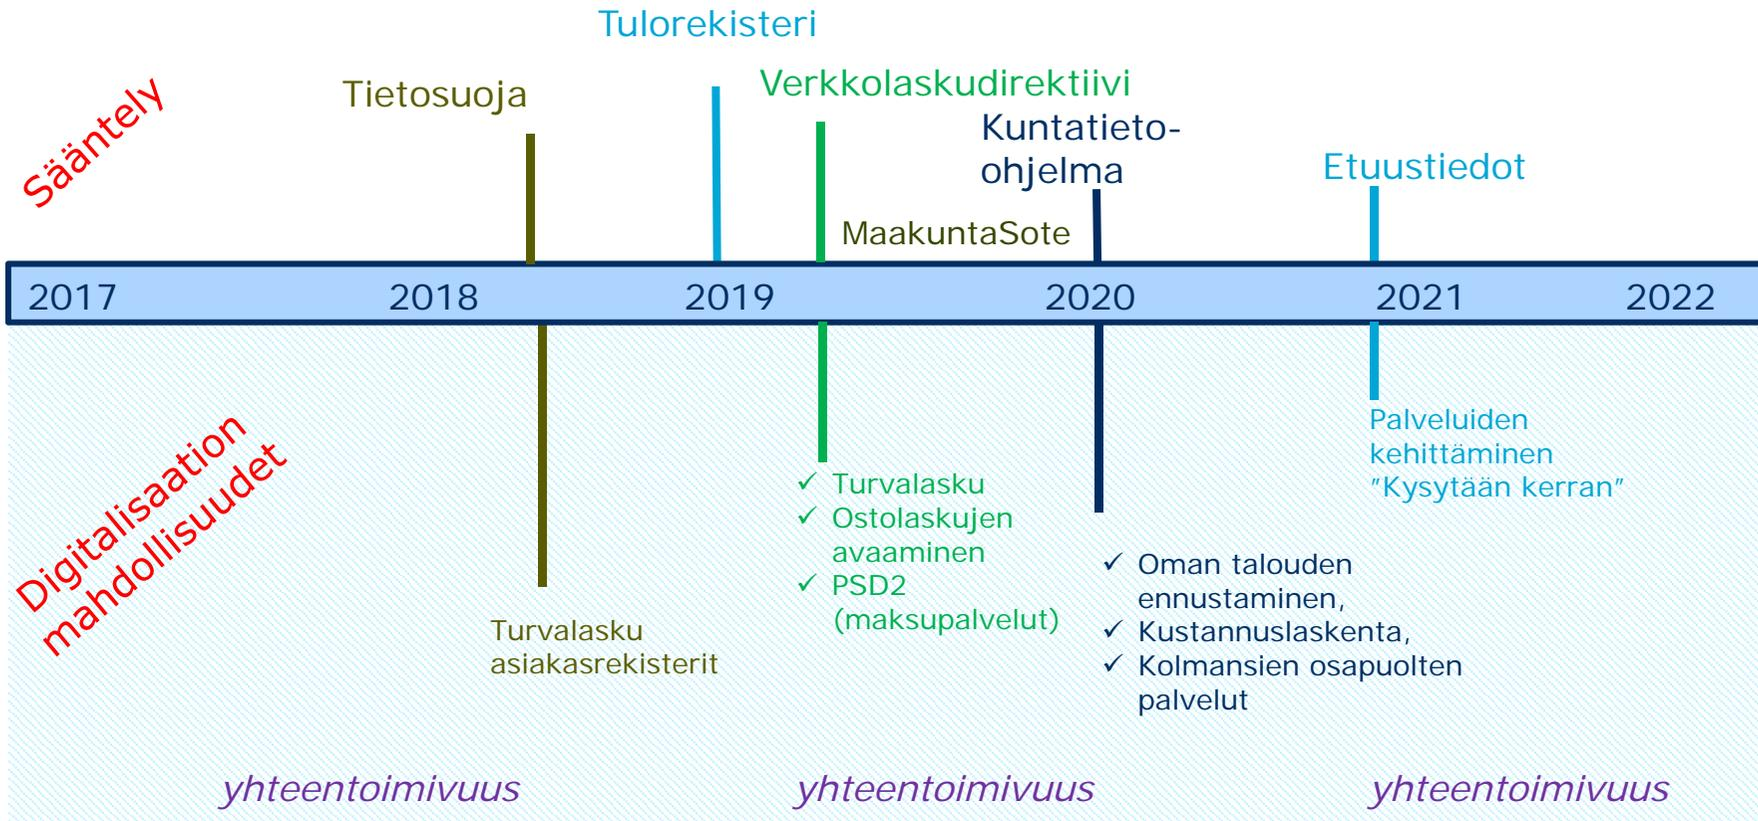 Sääntely
Tulorekisteri
Tietosuoja
Verkkolaskudirektiivi
Kuntatieto-
ohjelma
Etuustiedot
MaakuntaSote
2017 2018 2019 2020 2021 2022
Digitalisaation
mahdollisuudet
Turvalasku
asiakasrekisterit
✓ Turvalasku
✓ Ostolaskujen
avaaminen
✓ PSD2
(maksupalvelut)
✓ Oman talouden
ennustaminen,
✓ Kustannuslaskenta,
✓ Kolmansien osapuolten
palvelut
Palveluiden
kehittäminen
”Kysytään kerran”
yhteentoimivuus yhteentoimivuus yhteentoimivuus